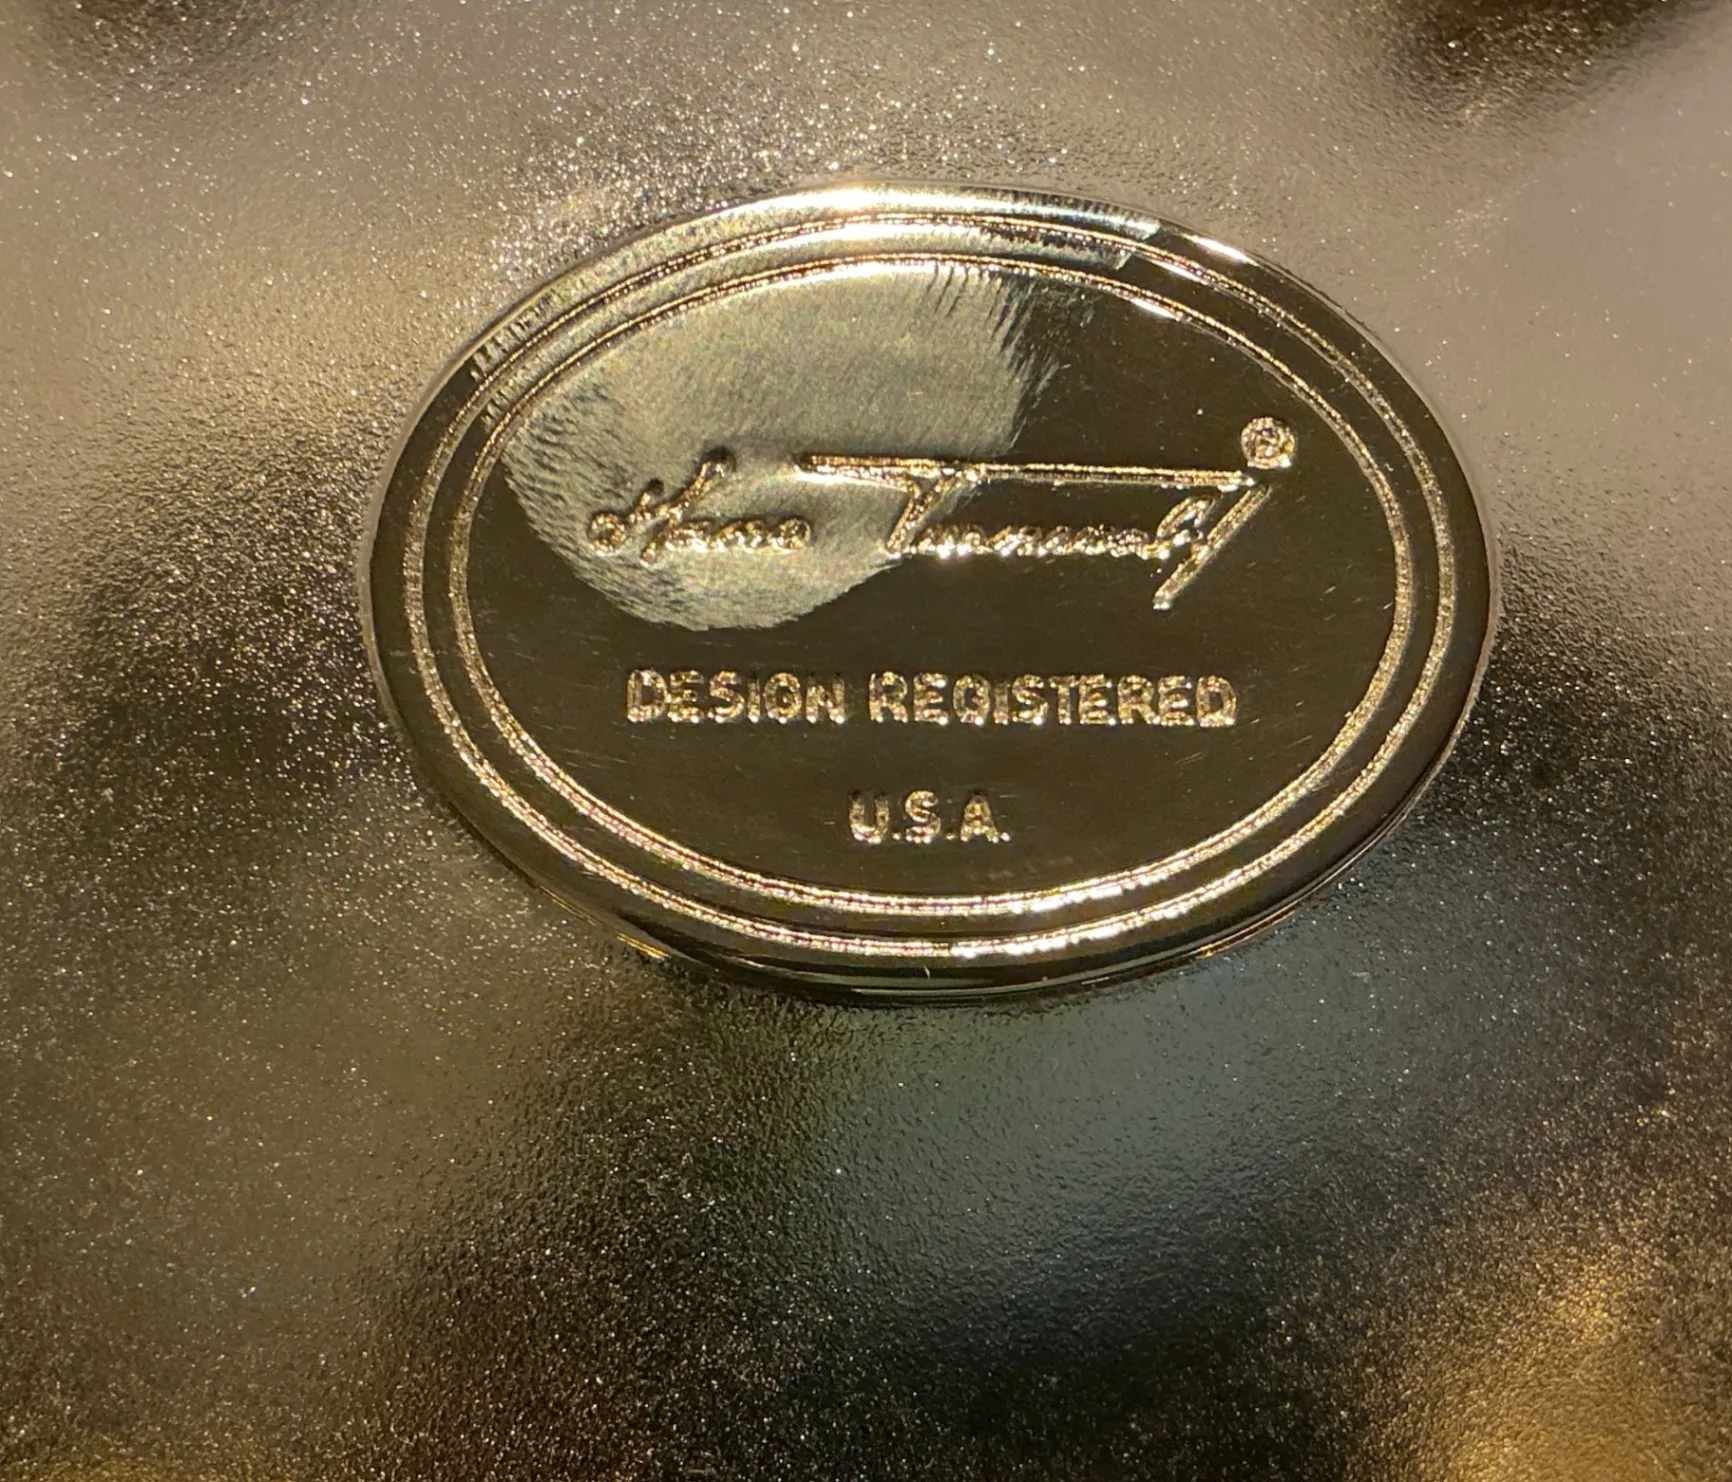 ®
DESIGN REGISTERED
U.S.A.